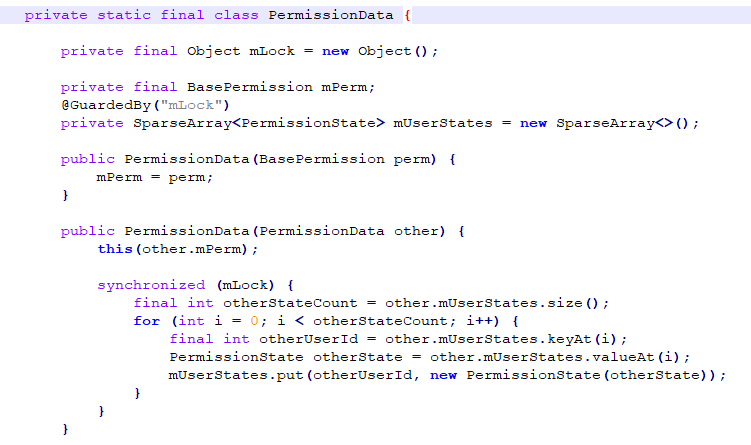 private static final class PermissionData {
private final Object mLock = new Object();
private final BasePermission mPerm;
@GuardedBy("mLock")
private SparseArray<PermissionState> mUserStates = new SparseArray<>();
public PermissionData(BasePermission perm) {
mPerm = perm;
}
public PermissionData(PermissionData other) {
this(other.mPerm);
synchronized (mLock) {
final int otherStateCount = other.mUserStates.size();
for (int i = 0; i < otherStateCount; i++) {
final int otherUserId = other.mUserStates.keyAt(i);
PermissionState otherState = other.mUserStates.valueAt(i);
mUserStates.put(otherUserId, new PermissionState(otherState));
}
}
}